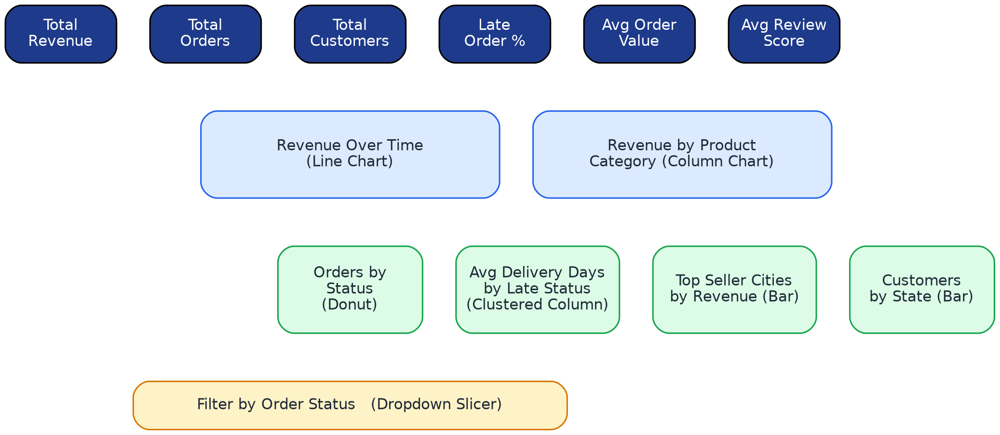 Total
Revenue
Total
Orders
Total
Customers
Late
Order %
Avg Order
Value
Avg Review
Score
Revenue Over Time
(Line Chart)
Revenue by Product
Category (Column Chart)
Orders by
Status
(Donut)
Avg Delivery Days
by Late Status
(Clustered Column)
Top Seller Cities
by Revenue (Bar)
Customers
by State (Bar)
Filter by Order Status   (Dropdown Slicer)